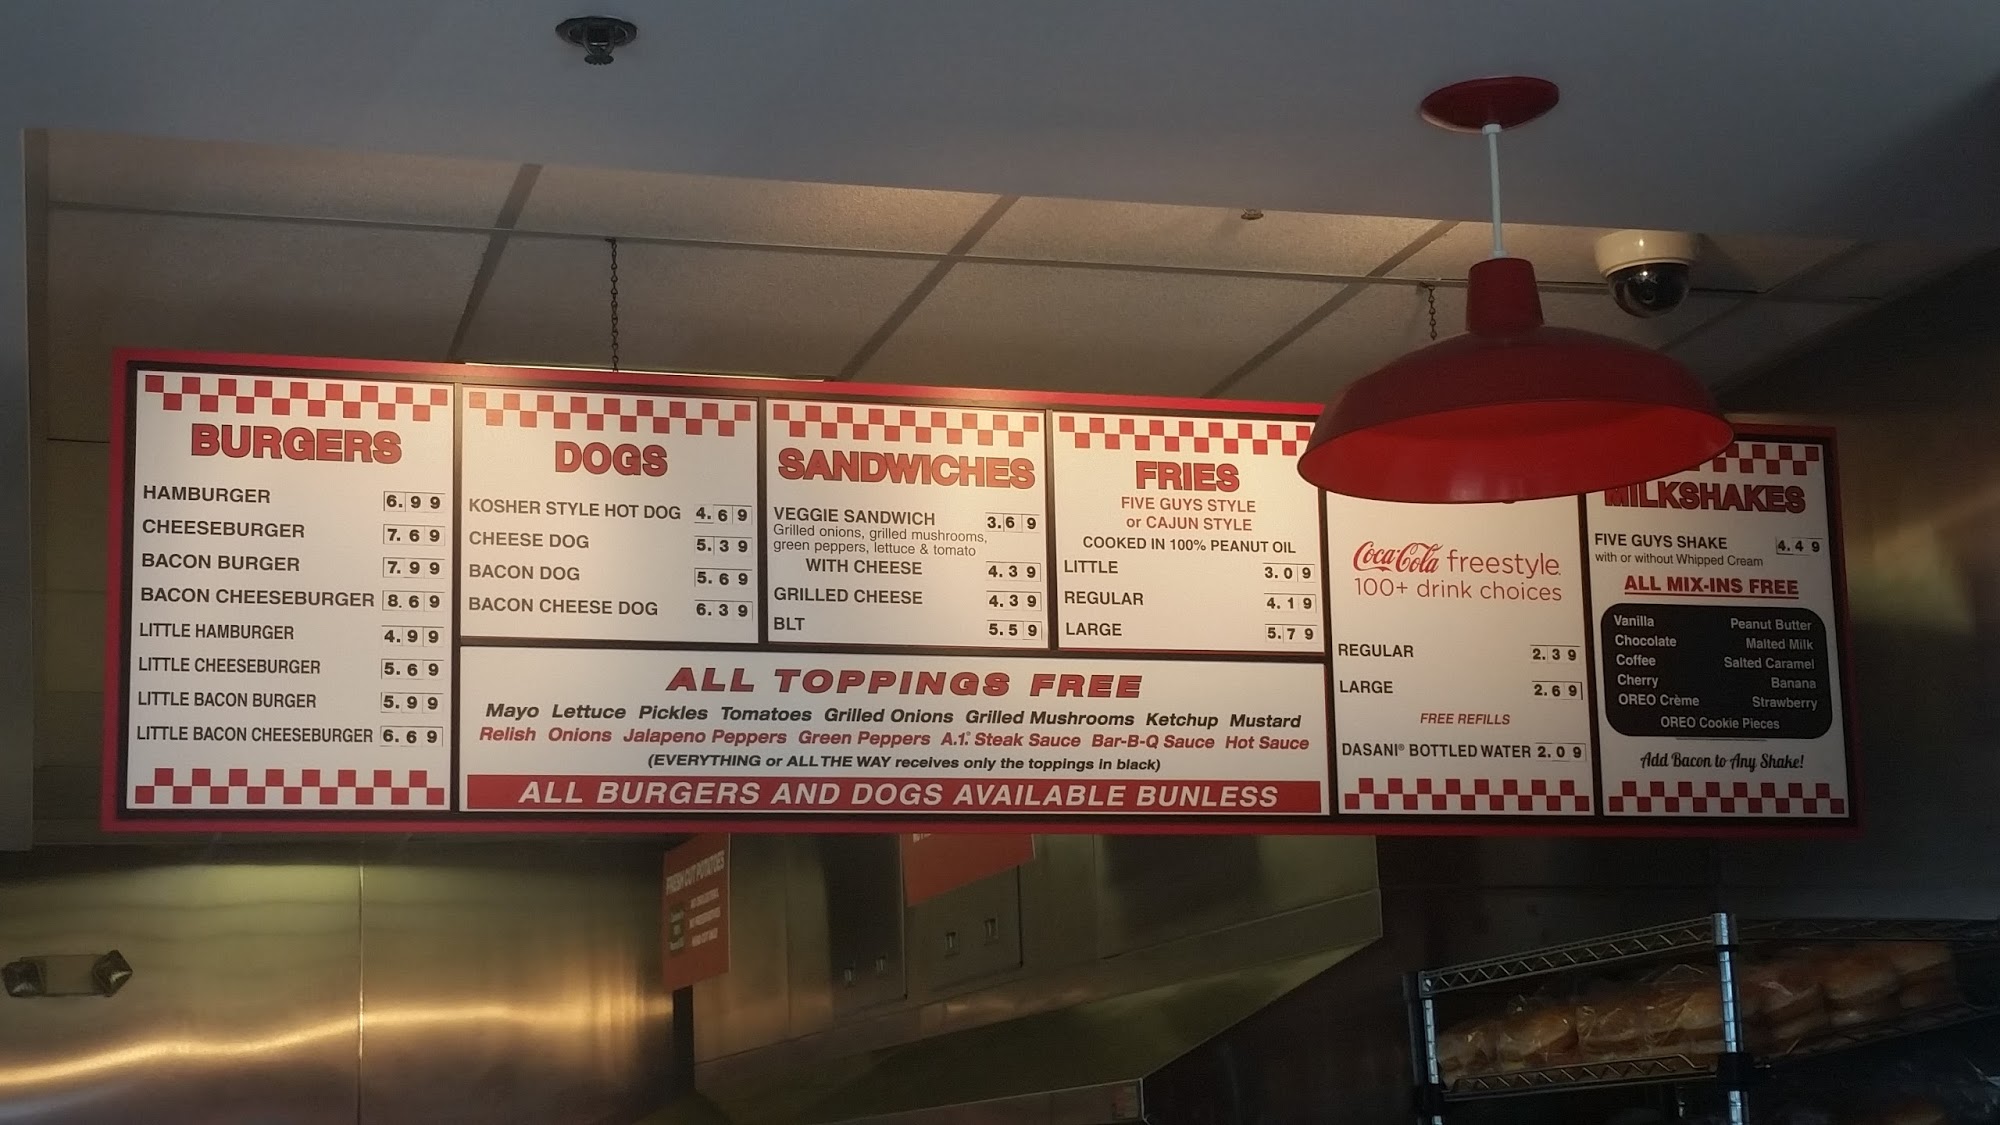 BURGERS
HAMBURGER 6.99
CHEESEBURGER 7.69
BACON BURGER 7.99
BACON CHEESEBURGER 8.69
LITTLE HAMBURGER 4.99
LITTLE CHEESEBURGER 5.69
LITTLE BACON BURGER 5.99
LITTLE BACON CHEESEBURGER 6.69
DOGS
KOSHER STYLE HOT DOG 4.69
CHEESE DOG 5.39
BACON DOG 5.69
BACON CHEESE DOG 6.39
SANDWICHES
VEGGIE SANDWICH 3.69
Grilled onions, grilled mushrooms,
green peppers, lettuce & tomato
WITH CHEESE 4.39
GRILLED CHEESE 4.39
BLT 5.59
FRIES
FIVE GUYS STYLE
or CAJUN STYLE
COOKED IN 100% PEANUT OIL
LITTLE 3.09
REGULAR 4.19
LARGE 5.79
ALL TOPPINGS FREE
Mayo Lettuce Pickles Tomatoes Grilled Onions Grilled Mushrooms Ketchup Mustard
Relish Onions Jalapeno Peppers Green Peppers A.1.® Steak Sauce Bar-B-Q Sauce Hot Sauce
(EVERYTHING or ALL THE WAY receives only the toppings in black)
ALL BURGERS AND DOGS AVAILABLE BUNLESS
Coca-Cola freestyle
100+ drink choices
REGULAR 2.39
LARGE 2.69
FREE REFILLS
DASANI® BOTTLED WATER 2.09
MILKSHAKES
FIVE GUYS SHAKE 4.49
with or without Whipped Cream
ALL MIX-INS FREE
Vanilla Peanut Butter
Chocolate Malted Milk
Coffee Salted Caramel
Cherry Banana
OREO Crème Strawberry
OREO Cookie Pieces
Add Bacon to Any Shake!
FRESH CUT POTATOES